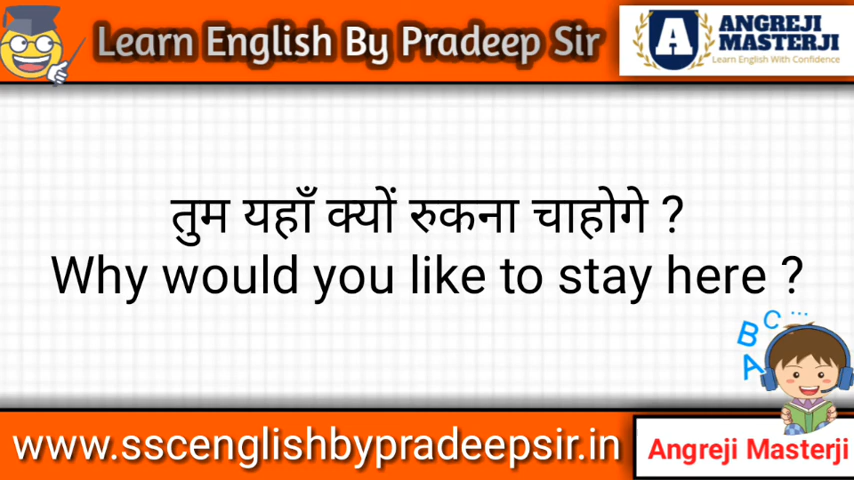 Learn English By Pradeep Sir
A
ANGREJI
MASTERJI
Learn English With Confidence
तुम यहाँ क्यों रुकना चाहोगे ?
Why would you like to stay here ?
C...
B
A
www.sscenglishbypradeepsir.in
Angreji Masterji